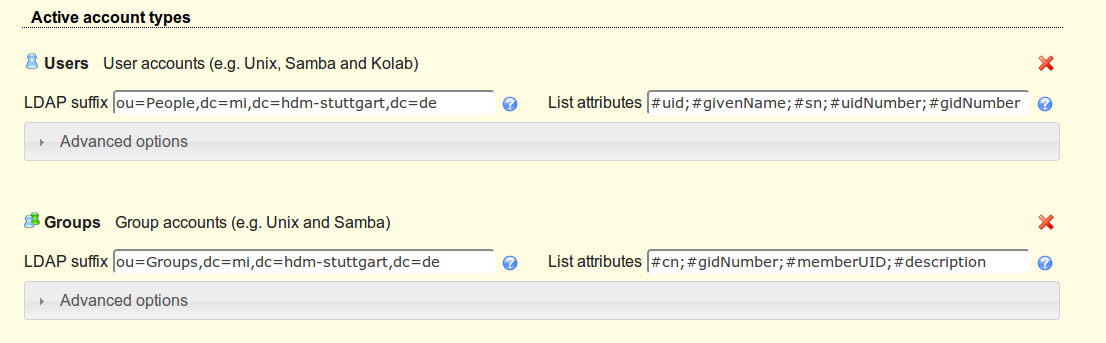 Active account types
Users User accounts (e.g. Unix, Samba and Kolab)
LDAP suffix ou=People,dc=mi,dc=hdm-stuttgart,dc=de List attributes #uid;#givenName;#sn;#uidNumber;#gidNumber
Advanced options
Groups Group accounts (e.g. Unix and Samba)
LDAP suffix ou=Groups,dc=mi,dc=hdm-stuttgart,dc=de List attributes #cn;#gidNumber;#memberUID;#description
Advanced options